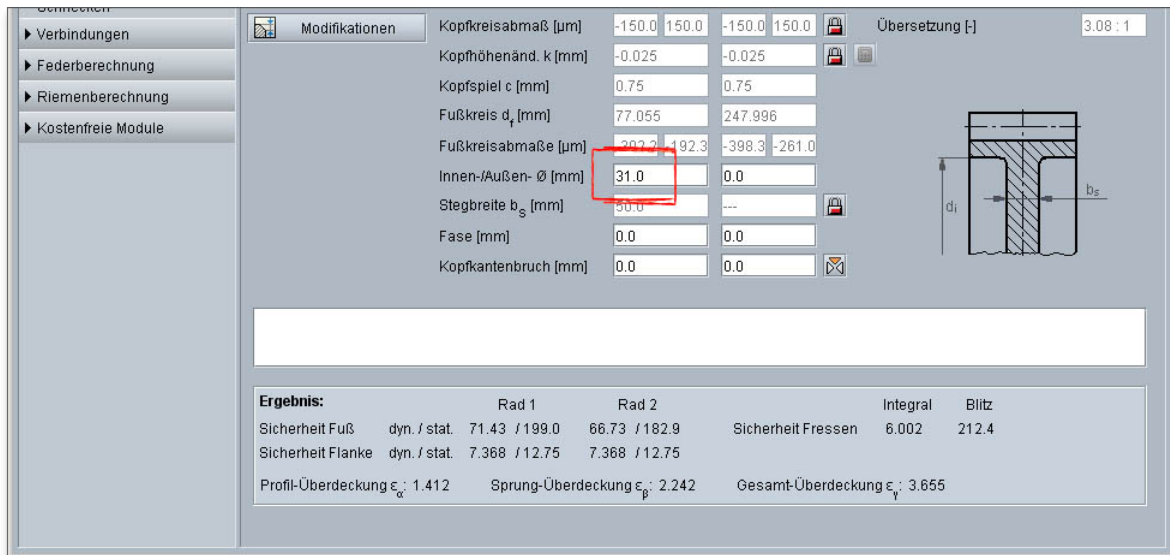 Verbindungen
Federberechnung
Riemenberechnung
Kostenfreie Module
Modifikationen
Kopfkreisabmaß [µm] -150.0 150.0 -150.0 150.0 Übersetzung [-] 3.08 : 1
Kopfhöhenänd. k [mm] -0.025 -0.025
Kopfspiel c [mm] 0.75 0.75
Fußkreis df [mm] 77.055 247.996
Fußkreisabmaße [µm] -192.3 -398.3 -261.0
Innen-/Außen- Ø [mm] 31.0 0.0
Stegbreite bS [mm] 50.0 ---
Fase [mm] 0.0 0.0
Kopfkantenbruch [mm] 0.0 0.0
di
bs
Ergebnis: Rad 1 Rad 2 Integral Blitz
Sicherheit Fuß dyn. / stat. 71.43 / 199.0 66.73 / 182.9 Sicherheit Fressen 6.002 212.4
Sicherheit Flanke dyn. / stat. 7.368 / 12.75 7.368 / 12.75
Profil-Überdeckung εα: 1.412 Sprung-Überdeckung εβ: 2.242 Gesamt-Überdeckung εγ: 3.655